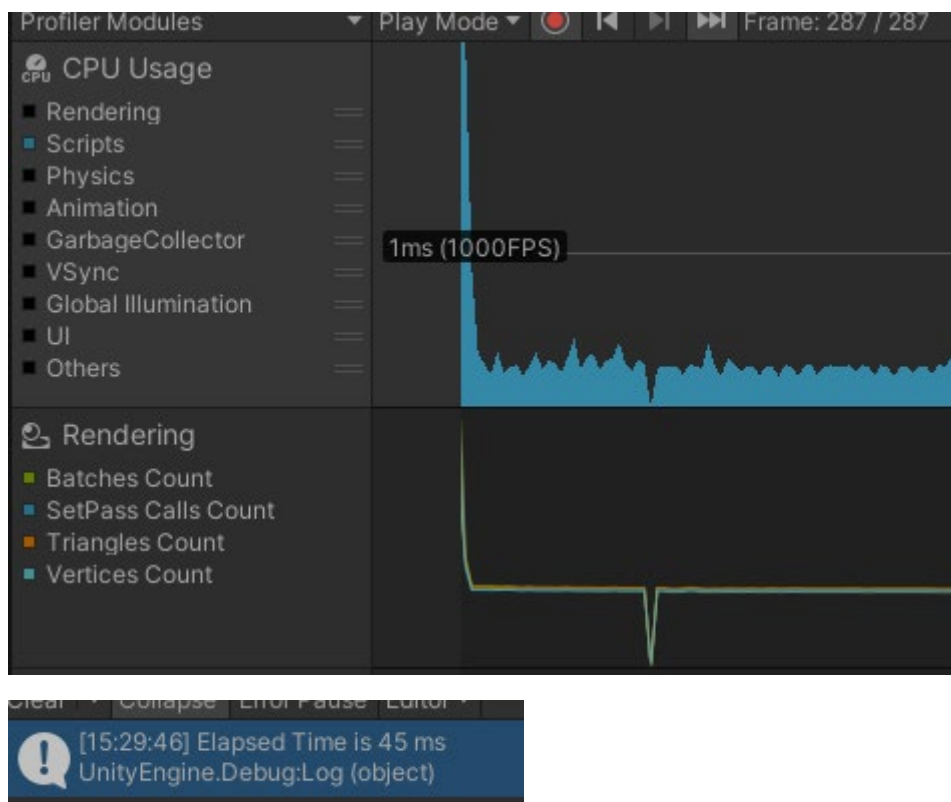 Profiler Modules
Play Mode
Frame: 287 / 287
CPU
CPU Usage
Rendering
Scripts
Physics
Animation
GarbageCollector
VSync
Global Illumination
UI
Others
1ms (1000FPS)
Rendering
Batches Count
SetPass Calls Count
Triangles Count
Vertices Count
Clear Collapse Error Pause Editor
[15:29:46] Elapsed Time is 45 ms
UnityEngine.Debug:Log (object)